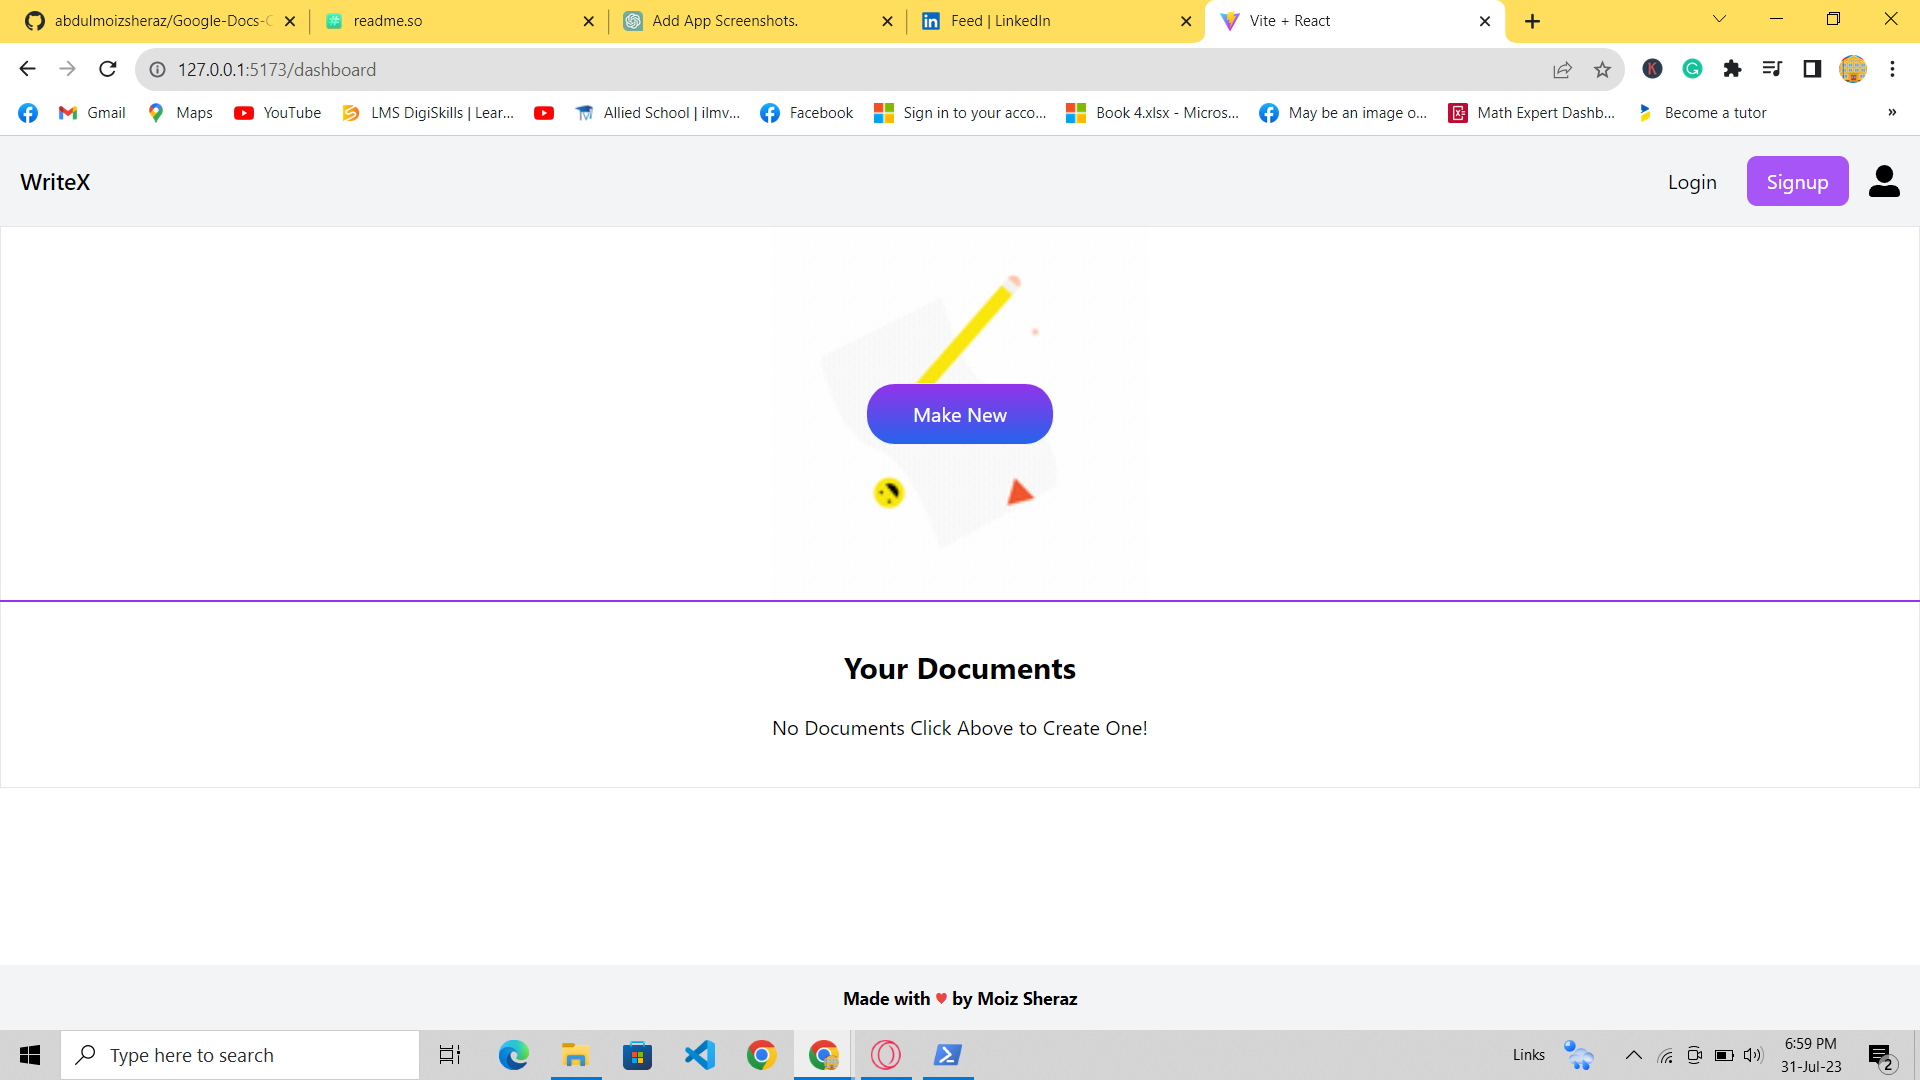 abdulmoizsheraz/Google-Docs-C
readme.so
Add App Screenshots.
Feed | LinkedIn
Vite + React
127.0.0.1:5173/dashboard
Gmail
Maps
YouTube
LMS DigiSkills | Lear...
Allied School | ilmv...
Facebook
Sign in to your acco...
Book 4.xlsx - Micros...
May be an image o...
Math Expert Dashb...
Become a tutor
»
WriteX
Login
Signup
Make New
Your Documents
No Documents Click Above to Create One!
Made with ♥ by Moiz Sheraz
Type here to search
Links
6:59 PM
31-Jul-23
2